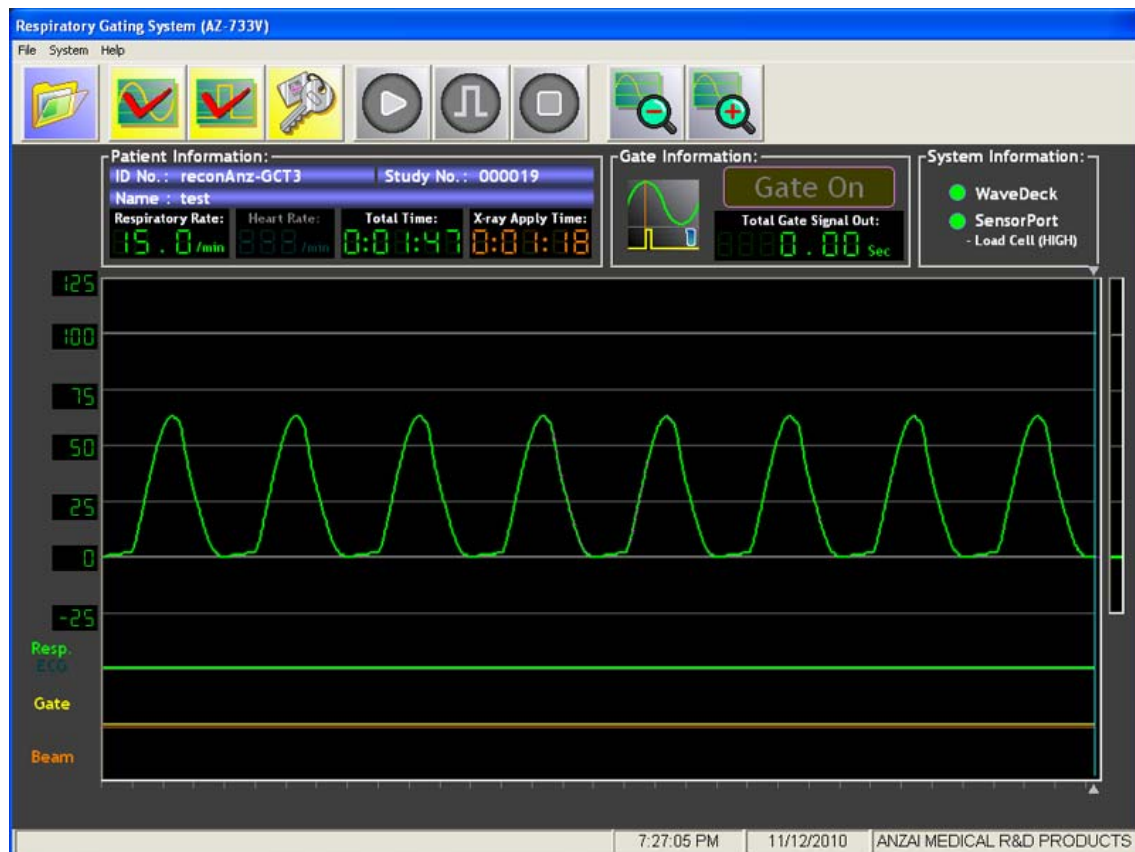 Respiratory Gating System (AZ-733V)
File System Help
Patient Information:
ID No.: reconAnz-GCT3 Study No.: 000019
Name : test
Respiratory Rate: Heart Rate: Total Time: X-ray Apply Time:
15.0 /min 888 /min 0:01:47 0:01:18
Gate Information:
Gate On
Total Gate Signal Out:
0.00 Sec
System Information:
WaveDeck
SensorPort
- Load Cell (HIGH)
125
100
75
50
25
0
-25
Resp.
ECG
Gate
Beam
7:27:05 PM 11/12/2010 ANZAI MEDICAL R&D PRODUCTS